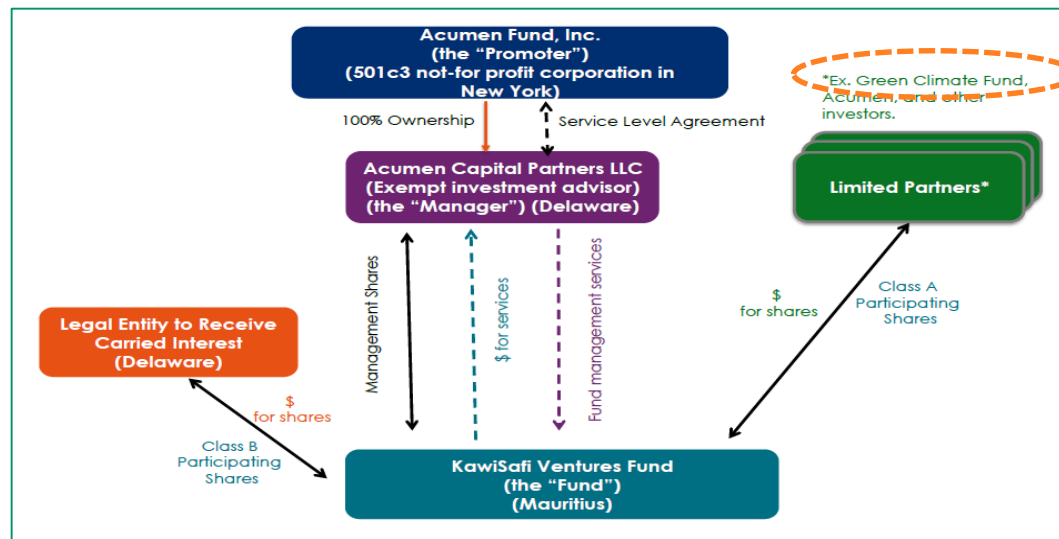 Acumen Fund, Inc.
(the “Promoter”)
(501c3 not-for profit corporation in
New York)
*Ex. Green Climate Fund,
Acumen, and other
investors.
100% Ownership
Service Level Agreement
Acumen Capital Partners LLC
(Exempt investment advisor)
(the “Manager”) (Delaware)
Limited Partners*
Management Shares
$ for services
Fund management services
$
for shares
Class A
Participating
Shares
Legal Entity to Receive
Carried Interest
(Delaware)
$
for shares
Class B
Participating
Shares
KawiSafi Ventures Fund
(the “Fund”)
(Mauritius)